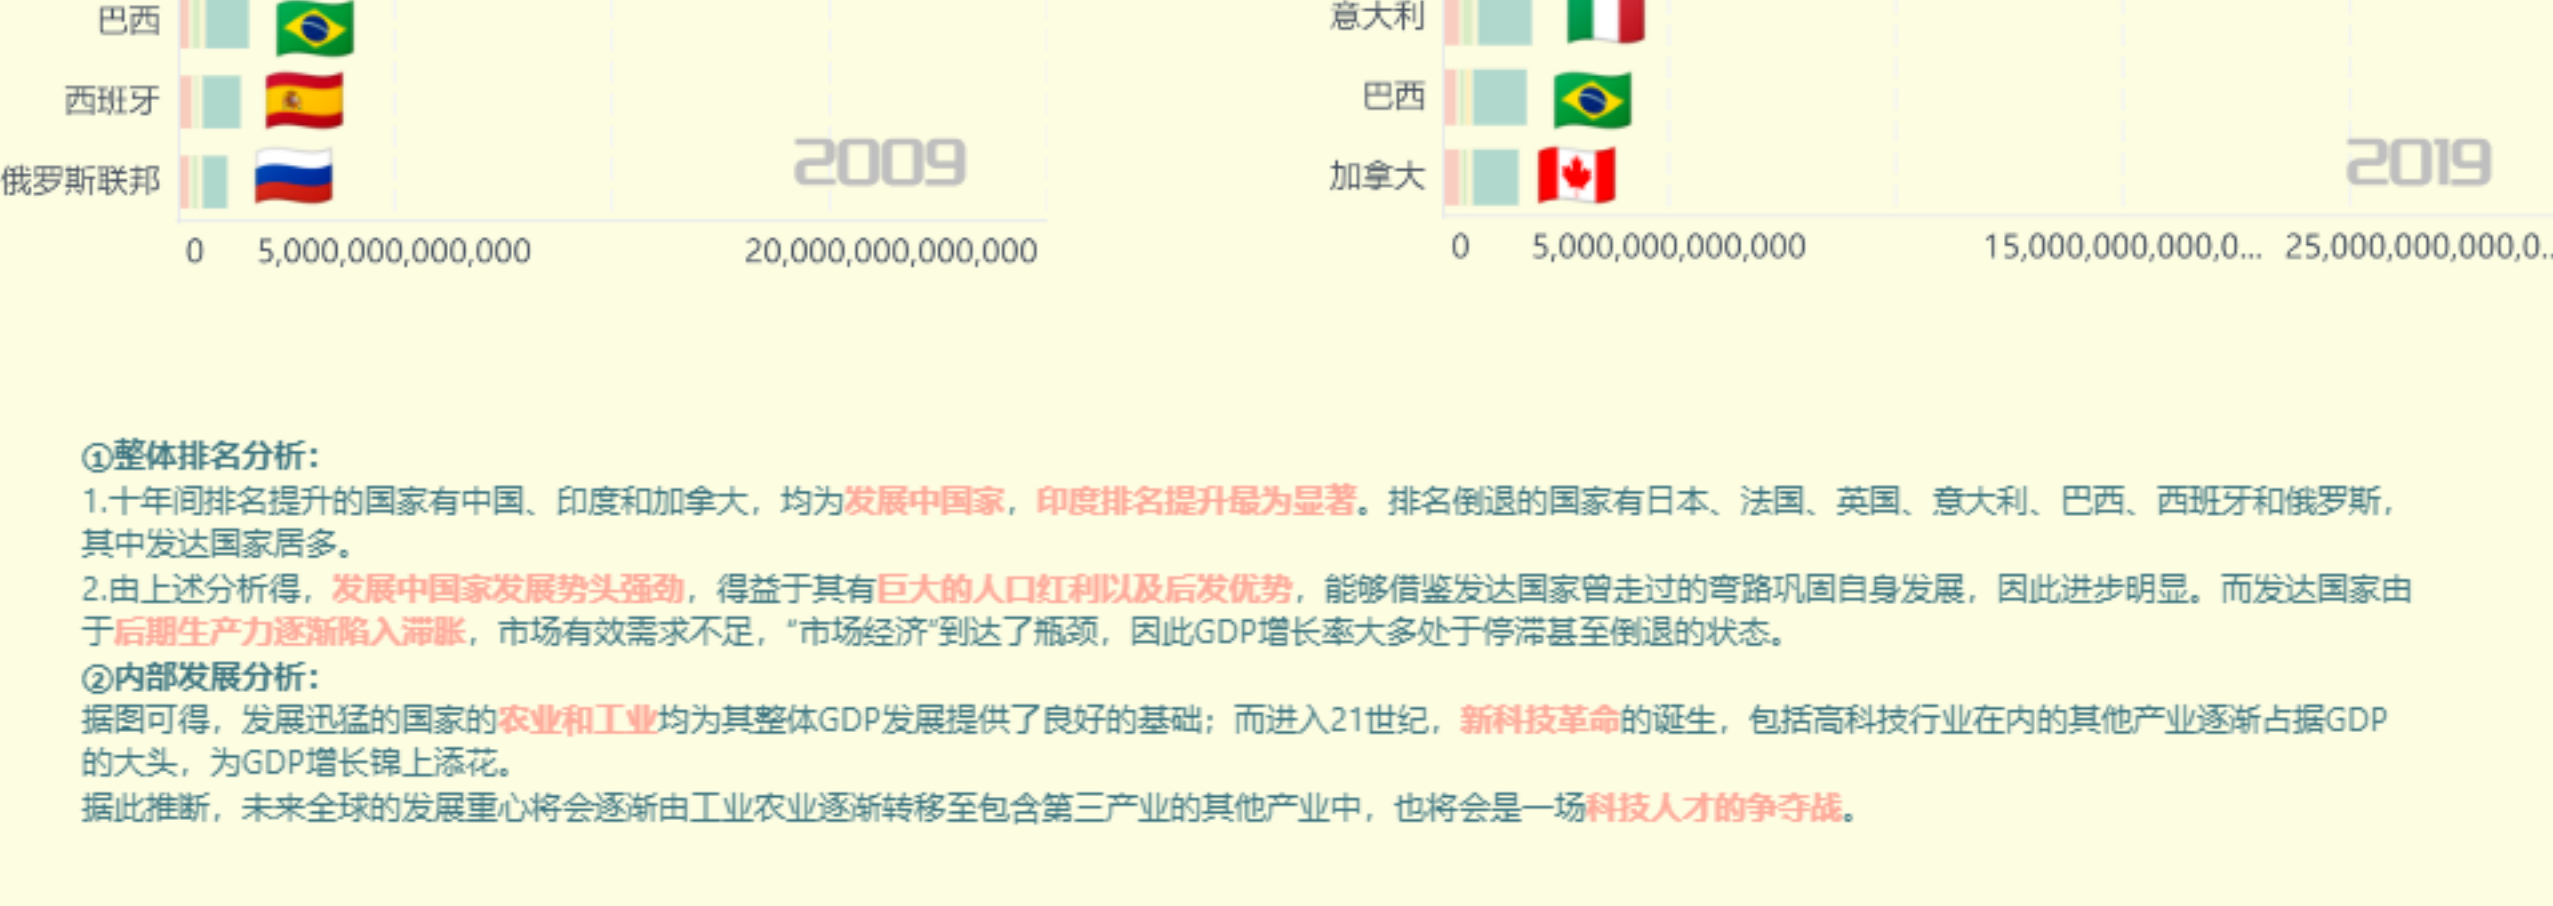 巴西
西班牙
俄罗斯联邦
2009
0 5,000,000,000,000 20,000,000,000,000
意大利
巴西
加拿大
2019
0 5,000,000,000,000 15,000,000,000,0... 25,000,000,000,0..
①整体排名分析：
1.十年间排名提升的国家有中国、印度和加拿大，均为发展中国家，印度排名提升最为显著。排名倒退的国家有日本、法国、英国、意大利、巴西、西班牙和俄罗斯，
其中发达国家居多。
2.由上述分析得，发展中国家发展势头强劲，得益于其有巨大的人口红利以及后发优势，能够借鉴发达国家曾走过的弯路巩固自身发展，因此进步明显。而发达国家由
于后期生产力逐渐陷入滞胀，市场有效需求不足，“市场经济”到达了瓶颈，因此GDP增长率大多处于停滞甚至倒退的状态。
②内部发展分析：
据图可得，发展迅猛的国家的农业和工业均为其整体GDP发展提供了良好的基础；而进入21世纪，新科技革命的诞生，包括高科技行业在内的其他产业逐渐占据GDP
的大头，为GDP增长锦上添花。
据此推断，未来全球的发展重心将会逐渐由工业农业逐渐转移至包含第三产业的其他产业中，也将会是一场科技人才的争夺战。